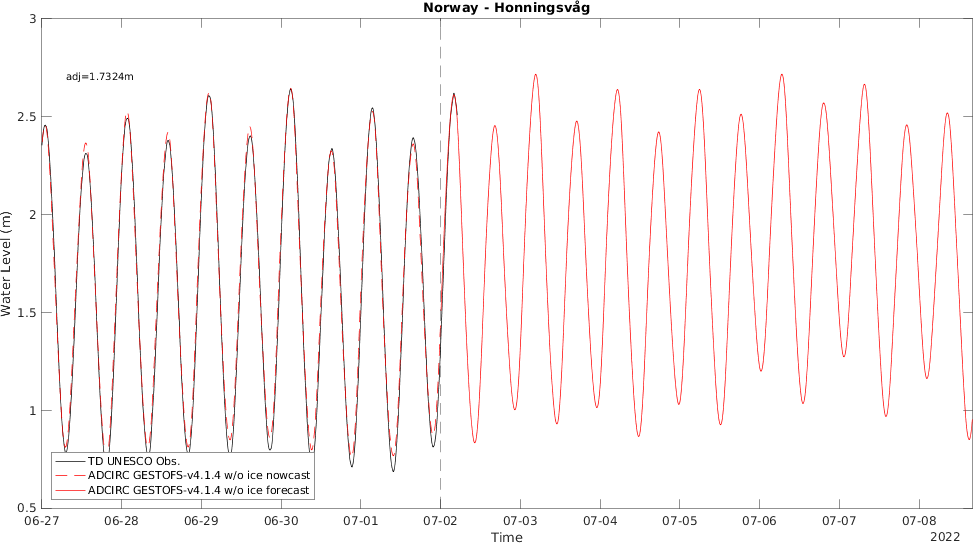 Norway - Honningsvåg
adj=1.7324m
3
2.5
2
1.5
1
0.5
Water Level (m)
TD UNESCO Obs.
ADCIRC GESTOFS-v4.1.4 w/o ice nowcast
ADCIRC GESTOFS-v4.1.4 w/o ice forecast
06-27 06-28 06-29 06-30 07-01 07-02 07-03 07-04 07-05 07-06 07-07 07-08
Time
2022